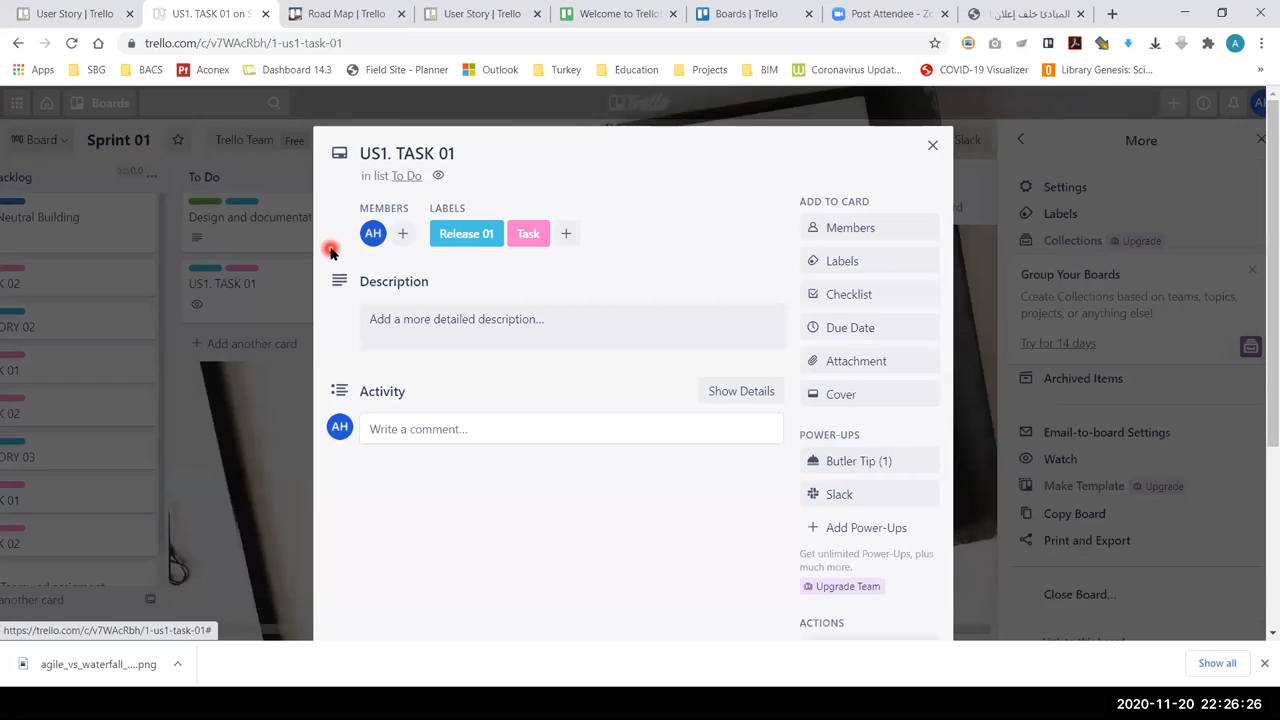 User Story | Trello
US1. TASK 01 on S
Road Map | Trello
User Story | Trello
Welcome to Trello!
Boards | Trello
Post Attendee - Zo
المبادئ خلف إعلان ا
trello.com/c/v7WAcRbh/1-us1-task-01
A
Apps
SBG
BACS
Aconex
Dashboard 14.3
Field Site - Planner
Outlook
Turkey
Education
Projects
BIM
Coronavirus Updat...
COVID-19 Visualizer
Library Genesis: Sci...
Boards
Trello
AH
Board
Sprint 01
Trello Team
Free
Slack
acklog
0/0.0
...
To Do
Neutral Building
Design and documentat
K 02
US1. TASK 01
ORY 02
K 01
+ Add another card
K 02
ORY 03
K 01
K 02
nother card
US1. TASK 01
in list To Do
MEMBERS
LABELS
AH
Release 01
Task
Description
Add a more detailed description...
Activity
Show Details
AH
Write a comment...
ADD TO CARD
Members
Labels
Checklist
Due Date
Attachment
Cover
POWER-UPS
Butler Tip (1)
Slack
+ Add Power-Ups
Get unlimited Power-Ups, plus
much more.
Upgrade Team
ACTIONS
More
Settings
Labels
Collections
Upgrade
Group Your Boards
Create Collections based on teams, topics,
projects, or anything else!
Try for 14 days
Archived Items
Email-to-board Settings
Watch
Make Template
Upgrade
Copy Board
Print and Export
Close Board...
https://trello.com/c/v7WAcRbh/1-us1-task-01#
agile_vs_waterfall_....png
Show all
2020-11-20 22:26:26